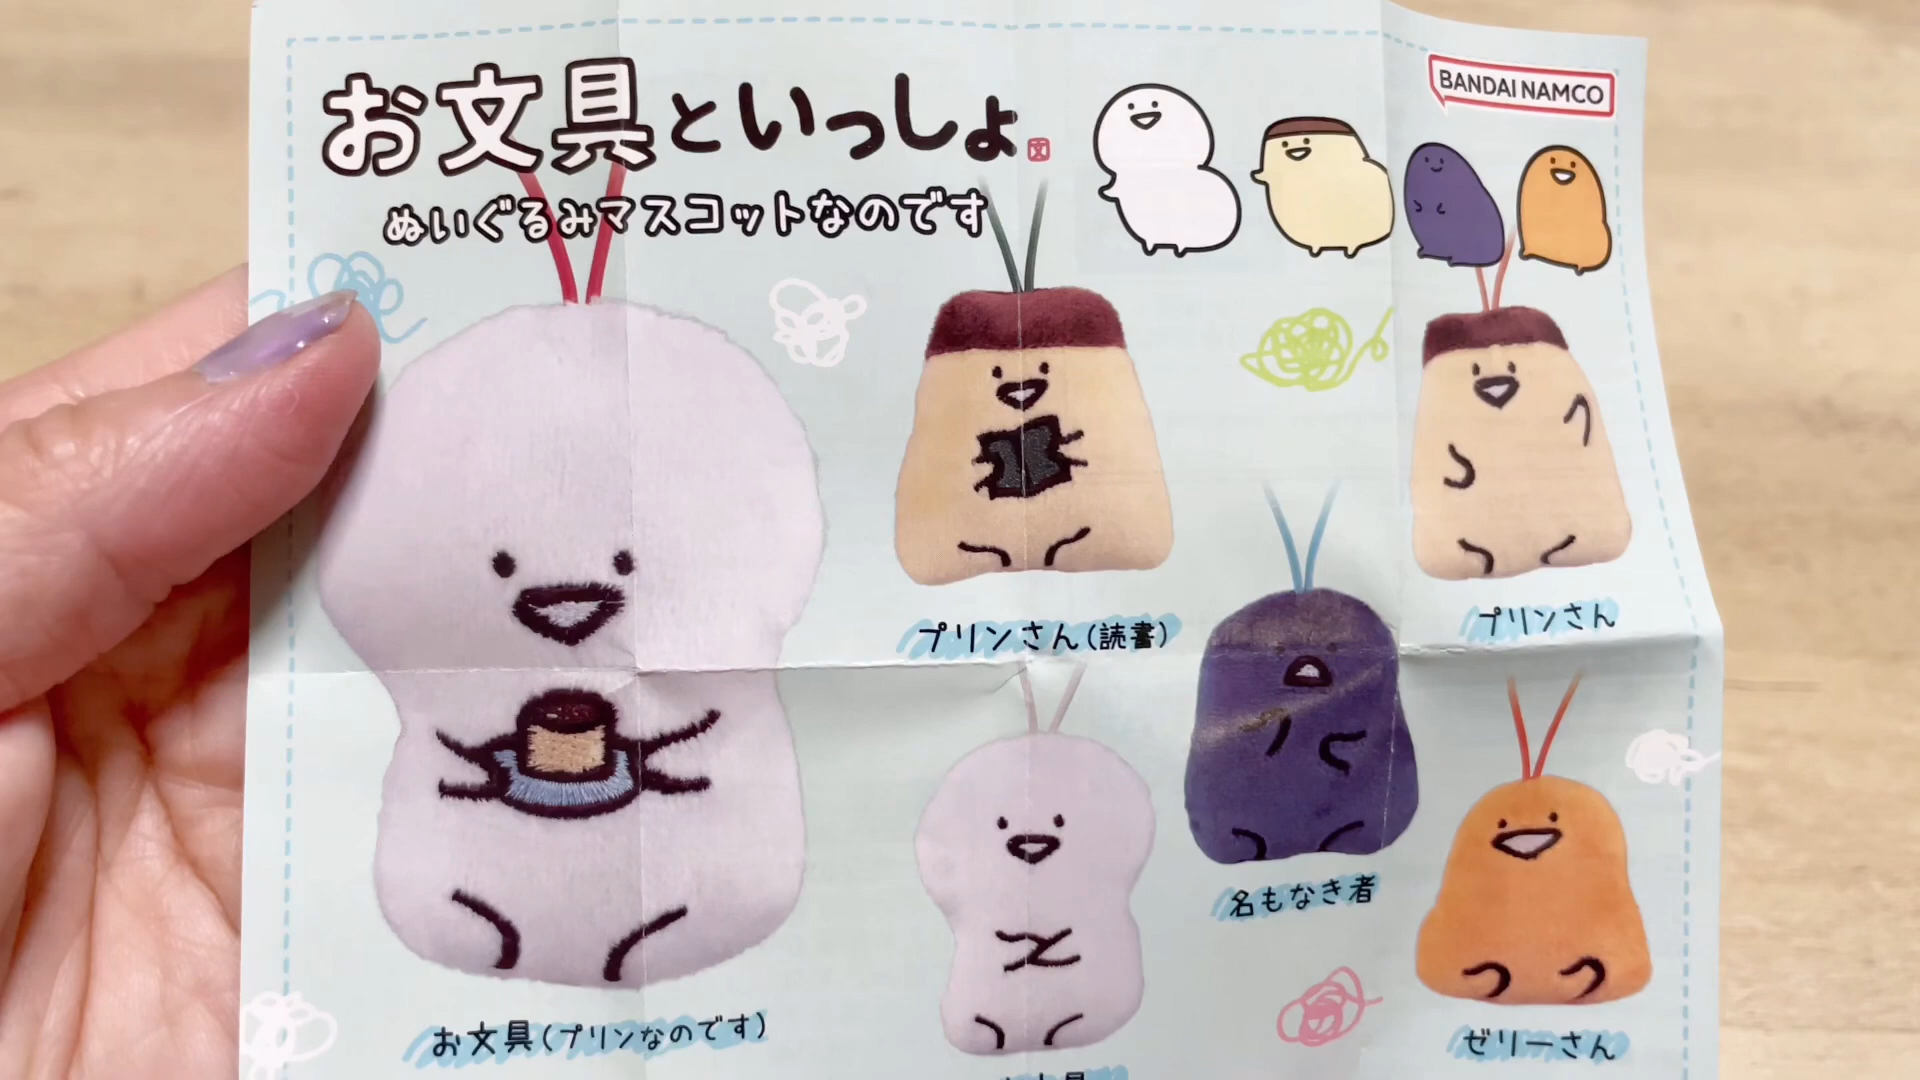 お文具といっしょ 文
BANDAI NAMCO
ぬいぐるみマスコットなのです
プリンさん(読書)
プリンさん
名もなき者
お文具(プリンなのです)
ゼリーさん